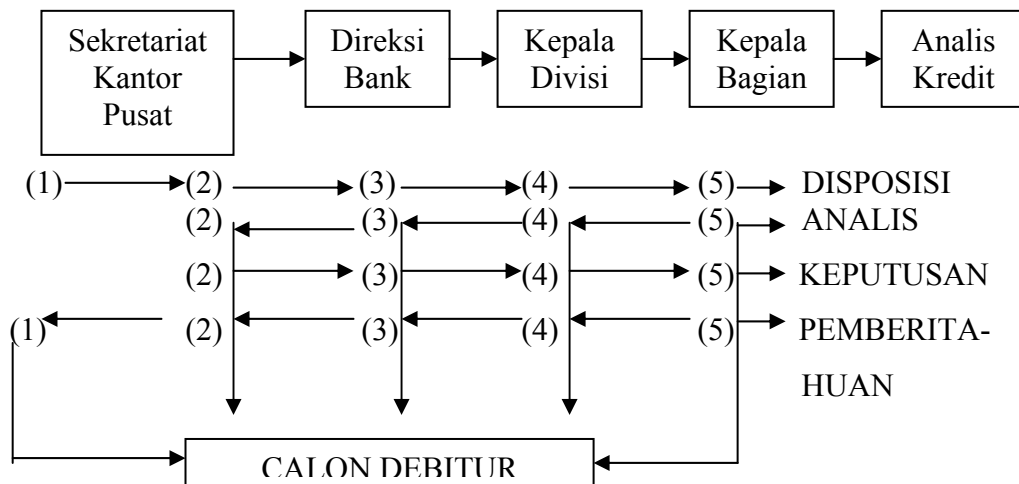 Sekretariat
Kantor
Pusat
Direksi
Bank
Kepala
Divisi
Kepala
Bagian
Analis
Kredit
(1) (2) (3) (4) (5) DISPOSISI
(2) (3) (4) (5) ANALIS
(2) (3) (4) (5) KEPUTUSAN
(1) (2) (3) (4) (5) PEMBERITA-
HUAN
CALON DEBITUR